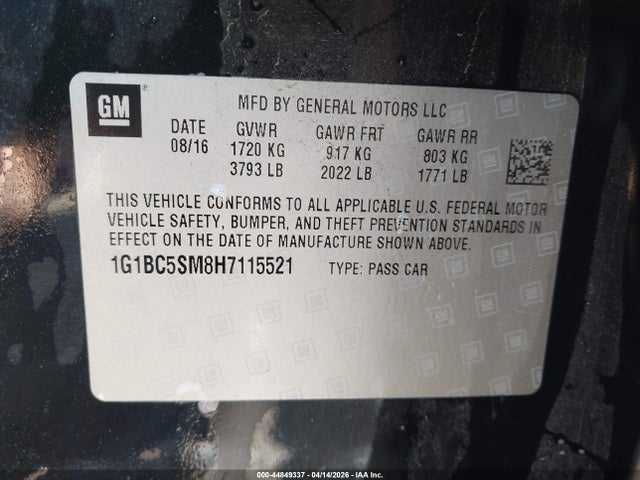 GM
MFD BY GENERAL MOTORS LLC
DATE GVWR GAWR FRT GAWR RR
08/16 1720 KG 917 KG 803 KG
3793 LB 2022 LB 1771 LB
THIS VEHICLE CONFORMS TO ALL APPLICABLE U.S. FEDERAL MOTOR
VEHICLE SAFETY, BUMPER, AND THEFT PREVENTION STANDARDS IN
EFFECT ON THE DATE OF MANUFACTURE SHOWN ABOVE.
1G1BC5SM8H7115521 TYPE: PASS CAR
000-44849337 - 04/14/2026 - IAA Inc.